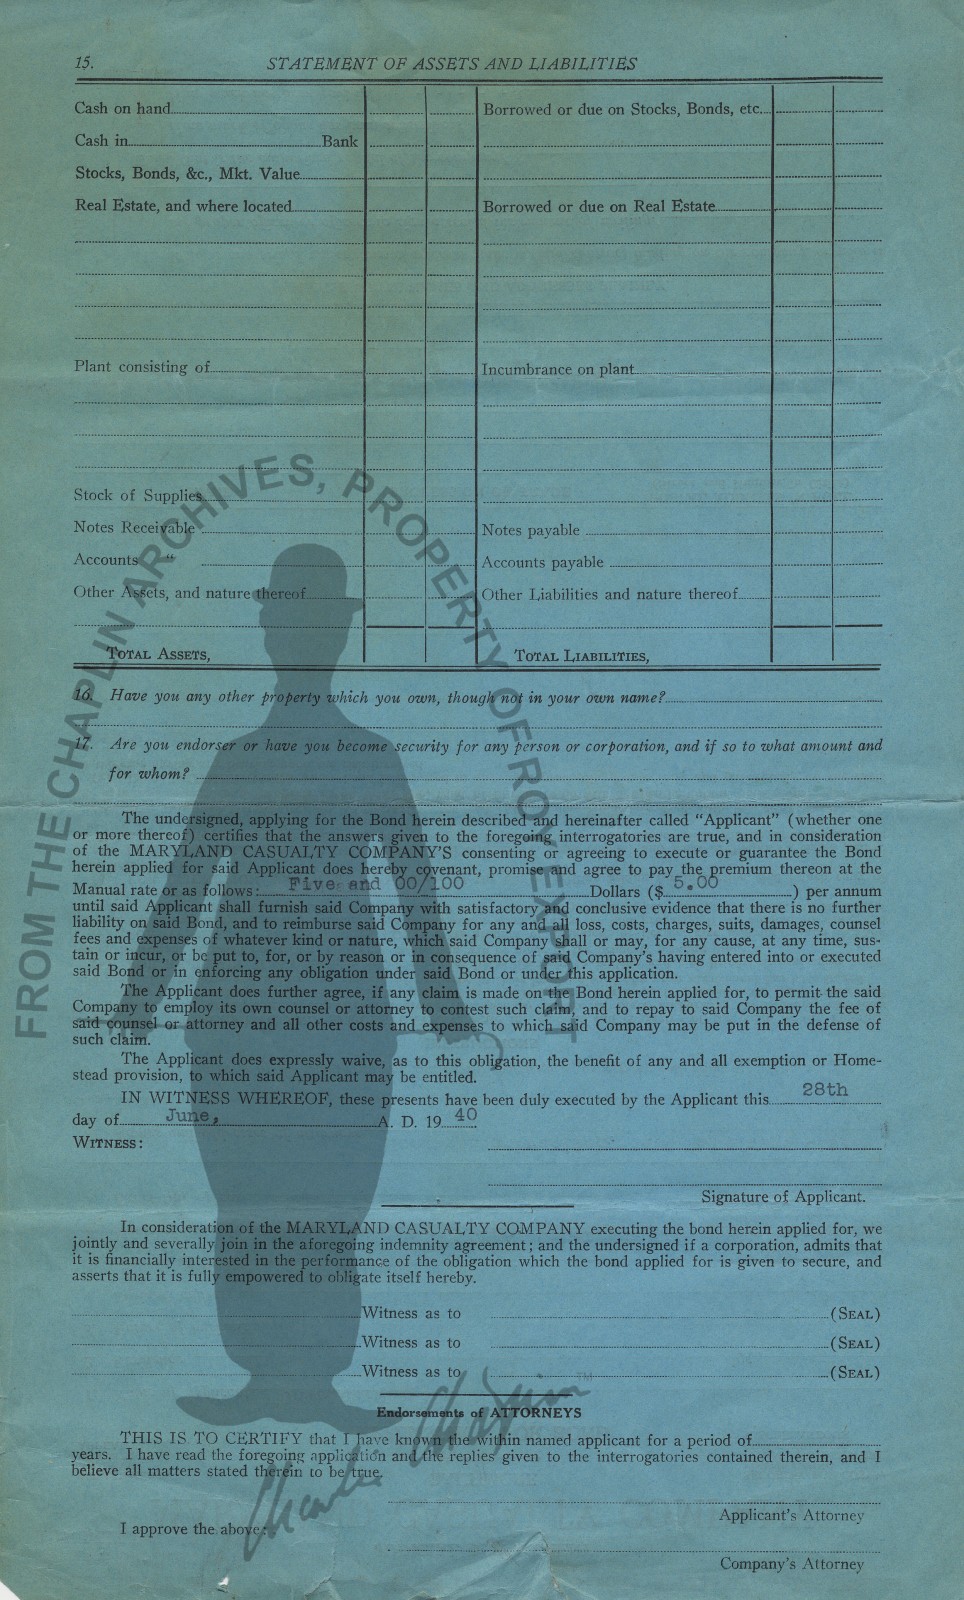 15. STATEMENT OF ASSETS AND LIABILITIES
Cash on hand Borrowed or due on Stocks, Bonds, etc.
Cash in Bank
Stocks, Bonds, &c., Mkt. Value
Real Estate, and where located Borrowed or due on Real Estate
Plant consisting of Incumbrance on plant
Stock of Supplies
Notes Receivable Notes payable
Accounts " Accounts payable
Other Assets, and nature thereof Other Liabilities and nature thereof
TOTAL ASSETS, TOTAL LIABILITIES,
16. Have you any other property which you own, though not in your own name?
17. Are you endorser or have you become security for any person or corporation, and if so to what amount and
for whom?
The undersigned, applying for the Bond herein described and hereinafter called "Applicant" (whether one
or more thereof) certifies that the answers given to the foregoing interrogatories are true, and in consideration
of the MARYLAND CASUALTY COMPANY'S consenting or agreeing to execute or guarantee the Bond
herein applied for said Applicant does hereby covenant, promise and agree to pay the premium thereon at the
Manual rate or as follows: Five and 00/100 Dollars ($ 5.00 ) per annum
until said Applicant shall furnish said Company with satisfactory and conclusive evidence that there is no further
liability on said Bond, and to reimburse said Company for any and all loss, costs, charges, suits, damages, counsel
fees and expenses of whatever kind or nature, which said Company shall or may, for any cause, at any time, sus-
tain or incur, or be put to, for, or by reason or in consequence of said Company's having entered into or executed
said Bond or in enforcing any obligation under said Bond or under this application.
The Applicant does further agree, if any claim is made on the Bond herein applied for, to permit the said
Company to employ its own counsel or attorney to contest such claim, and to repay to said Company the fee of
said counsel or attorney and all other costs and expenses to which said Company may be put in the defense of
such claim.
The Applicant does expressly waive, as to this obligation, the benefit of any and all exemption or Home-
stead provision, to which said Applicant may be entitled.
IN WITNESS WHEREOF, these presents have been duly executed by the Applicant this 28th
day of June, A. D. 19 40
WITNESS:
Signature of Applicant.
In consideration of the MARYLAND CASUALTY COMPANY executing the bond herein applied for, we
jointly and severally join in the aforegoing indemnity agreement; and the undersigned if a corporation, admits that
it is financially interested in the performance of the obligation which the bond applied for is given to secure, and
asserts that it is fully empowered to obligate itself hereby.
Witness as to (SEAL)
Witness as to (SEAL)
Witness as to (SEAL)
Endorsements of ATTORNEYS
THIS IS TO CERTIFY that I have known the within named applicant for a period of
years. I have read the foregoing application and the replies given to the interrogatories contained therein, and I
believe all matters stated therein to be true.
Applicant's Attorney
I approve the above:
Company's Attorney
FROM THE CHAPLIN ARCHIVES, PROPERTY OF ROY EXPORT
Charlie Chaplin TM